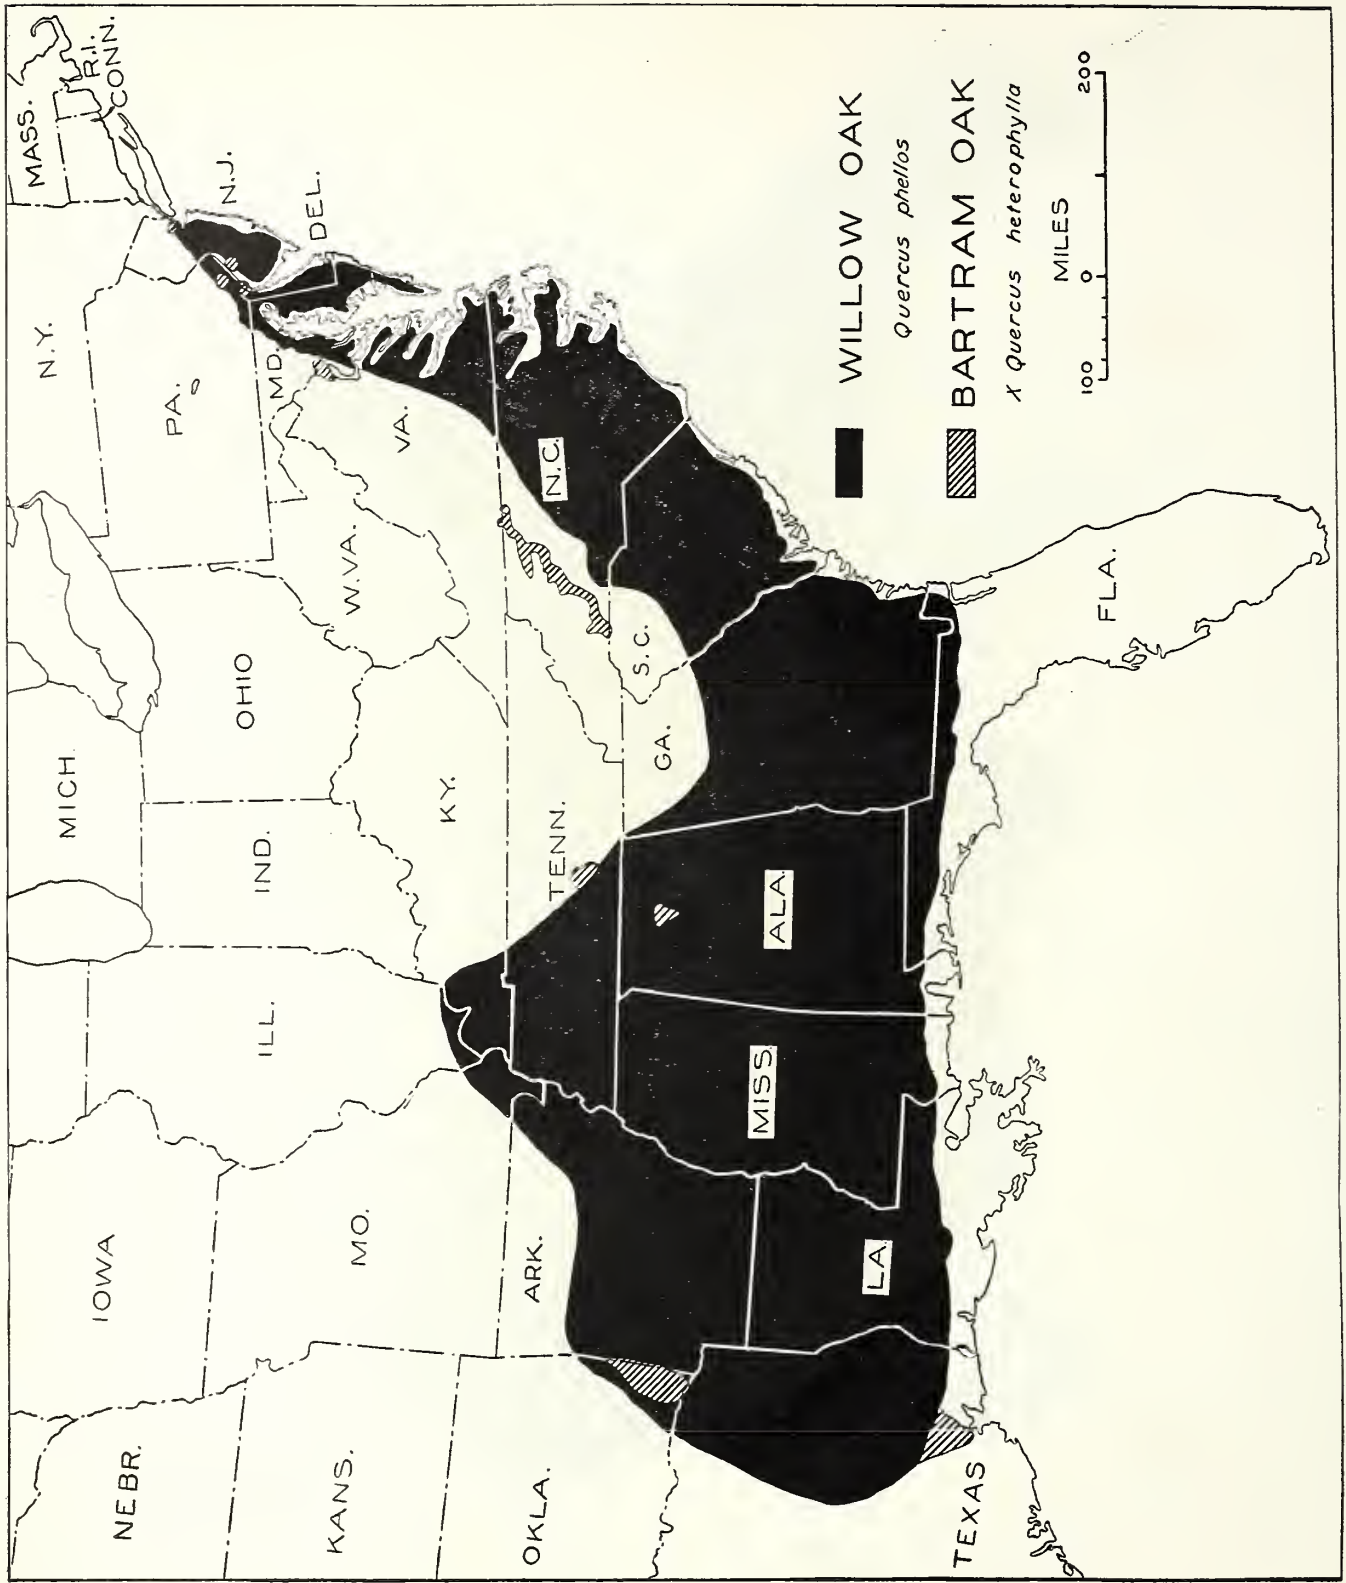 NEBR.
IOWA
MICH
N.Y.
MASS.
R.I.
CONN.
KANS.
MO.
ILL.
IND.
OHIO
PA.
N.J.
MD.
DEL.
W.VA.
VA.
KY.
OKLA.
ARK.
TENN.
N.C.
S.C.
GA.
MISS.
ALA.
LA.
TEXAS
FLA.
WILLOW OAK
Quercus phellos
BARTRAM OAK
X Quercus heterophylla
MILES
100 0 200